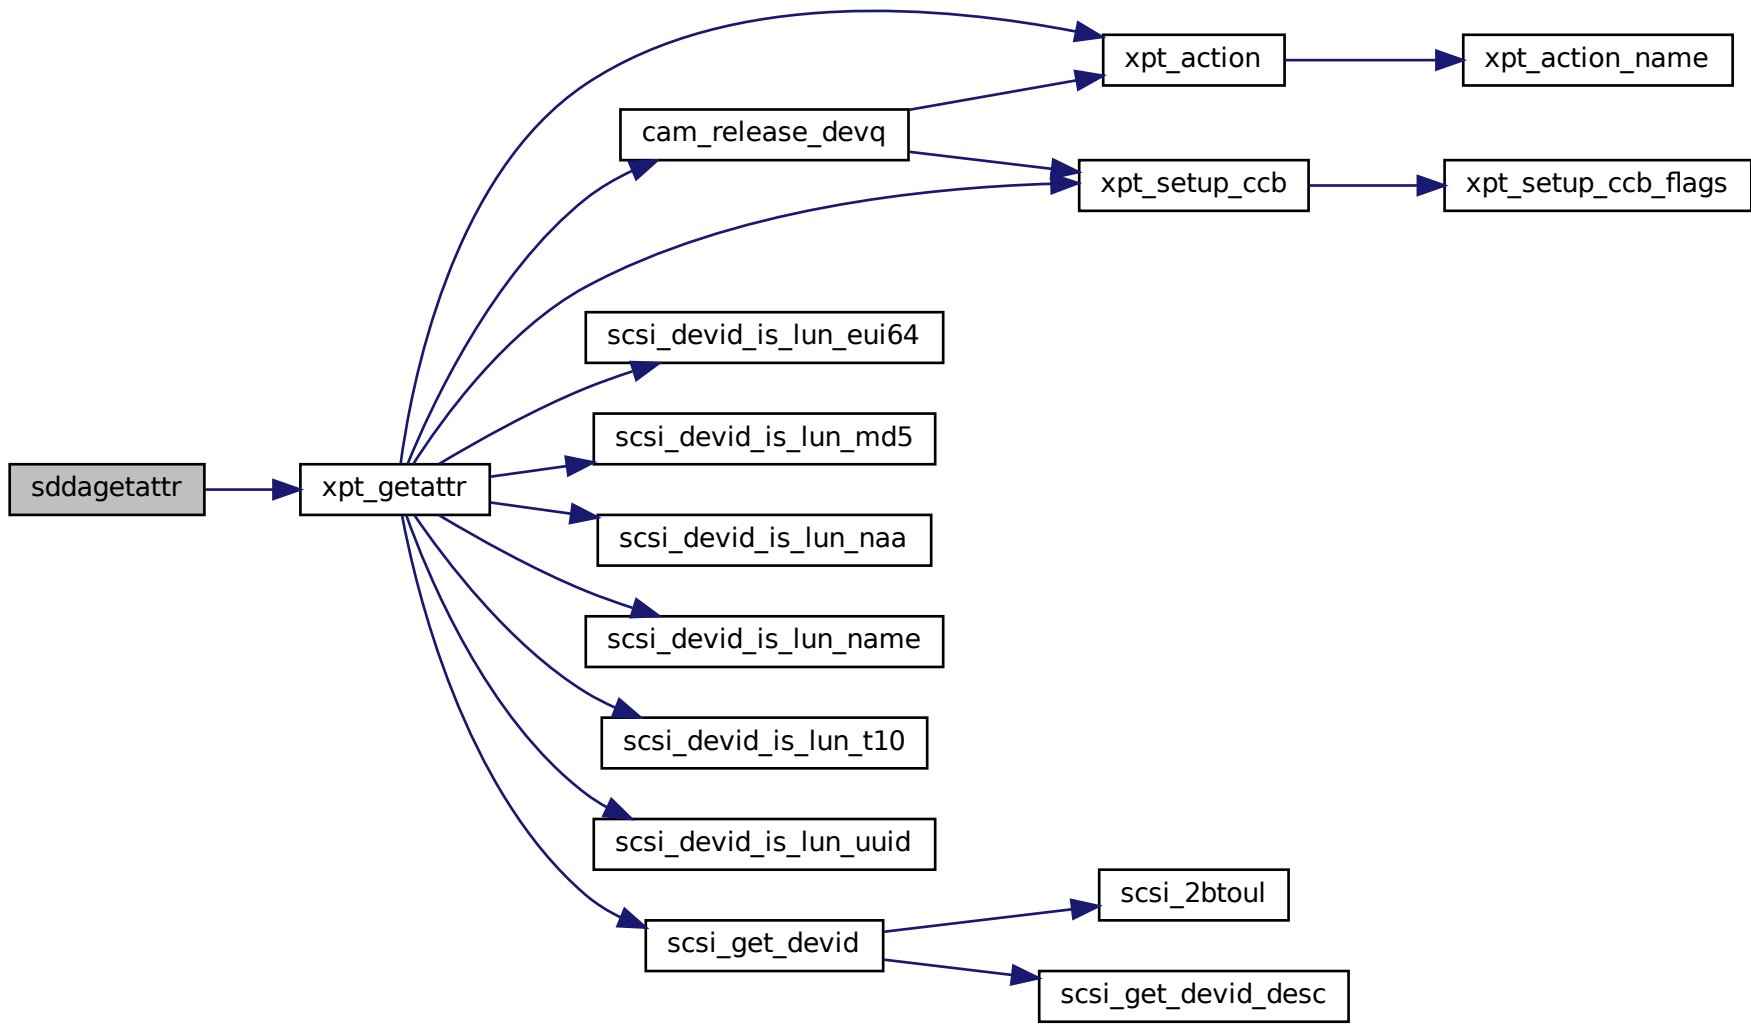 xpt_action
xpt_action_name
cam_release_devq
xpt_setup_ccb
xpt_setup_ccb_flags
scsi_devid_is_lun_eui64
scsi_devid_is_lun_md5
sddagetattr
xpt_getattr
scsi_devid_is_lun_naa
scsi_devid_is_lun_name
scsi_devid_is_lun_t10
scsi_devid_is_lun_uuid
scsi_2btoul
scsi_get_devid
scsi_get_devid_desc